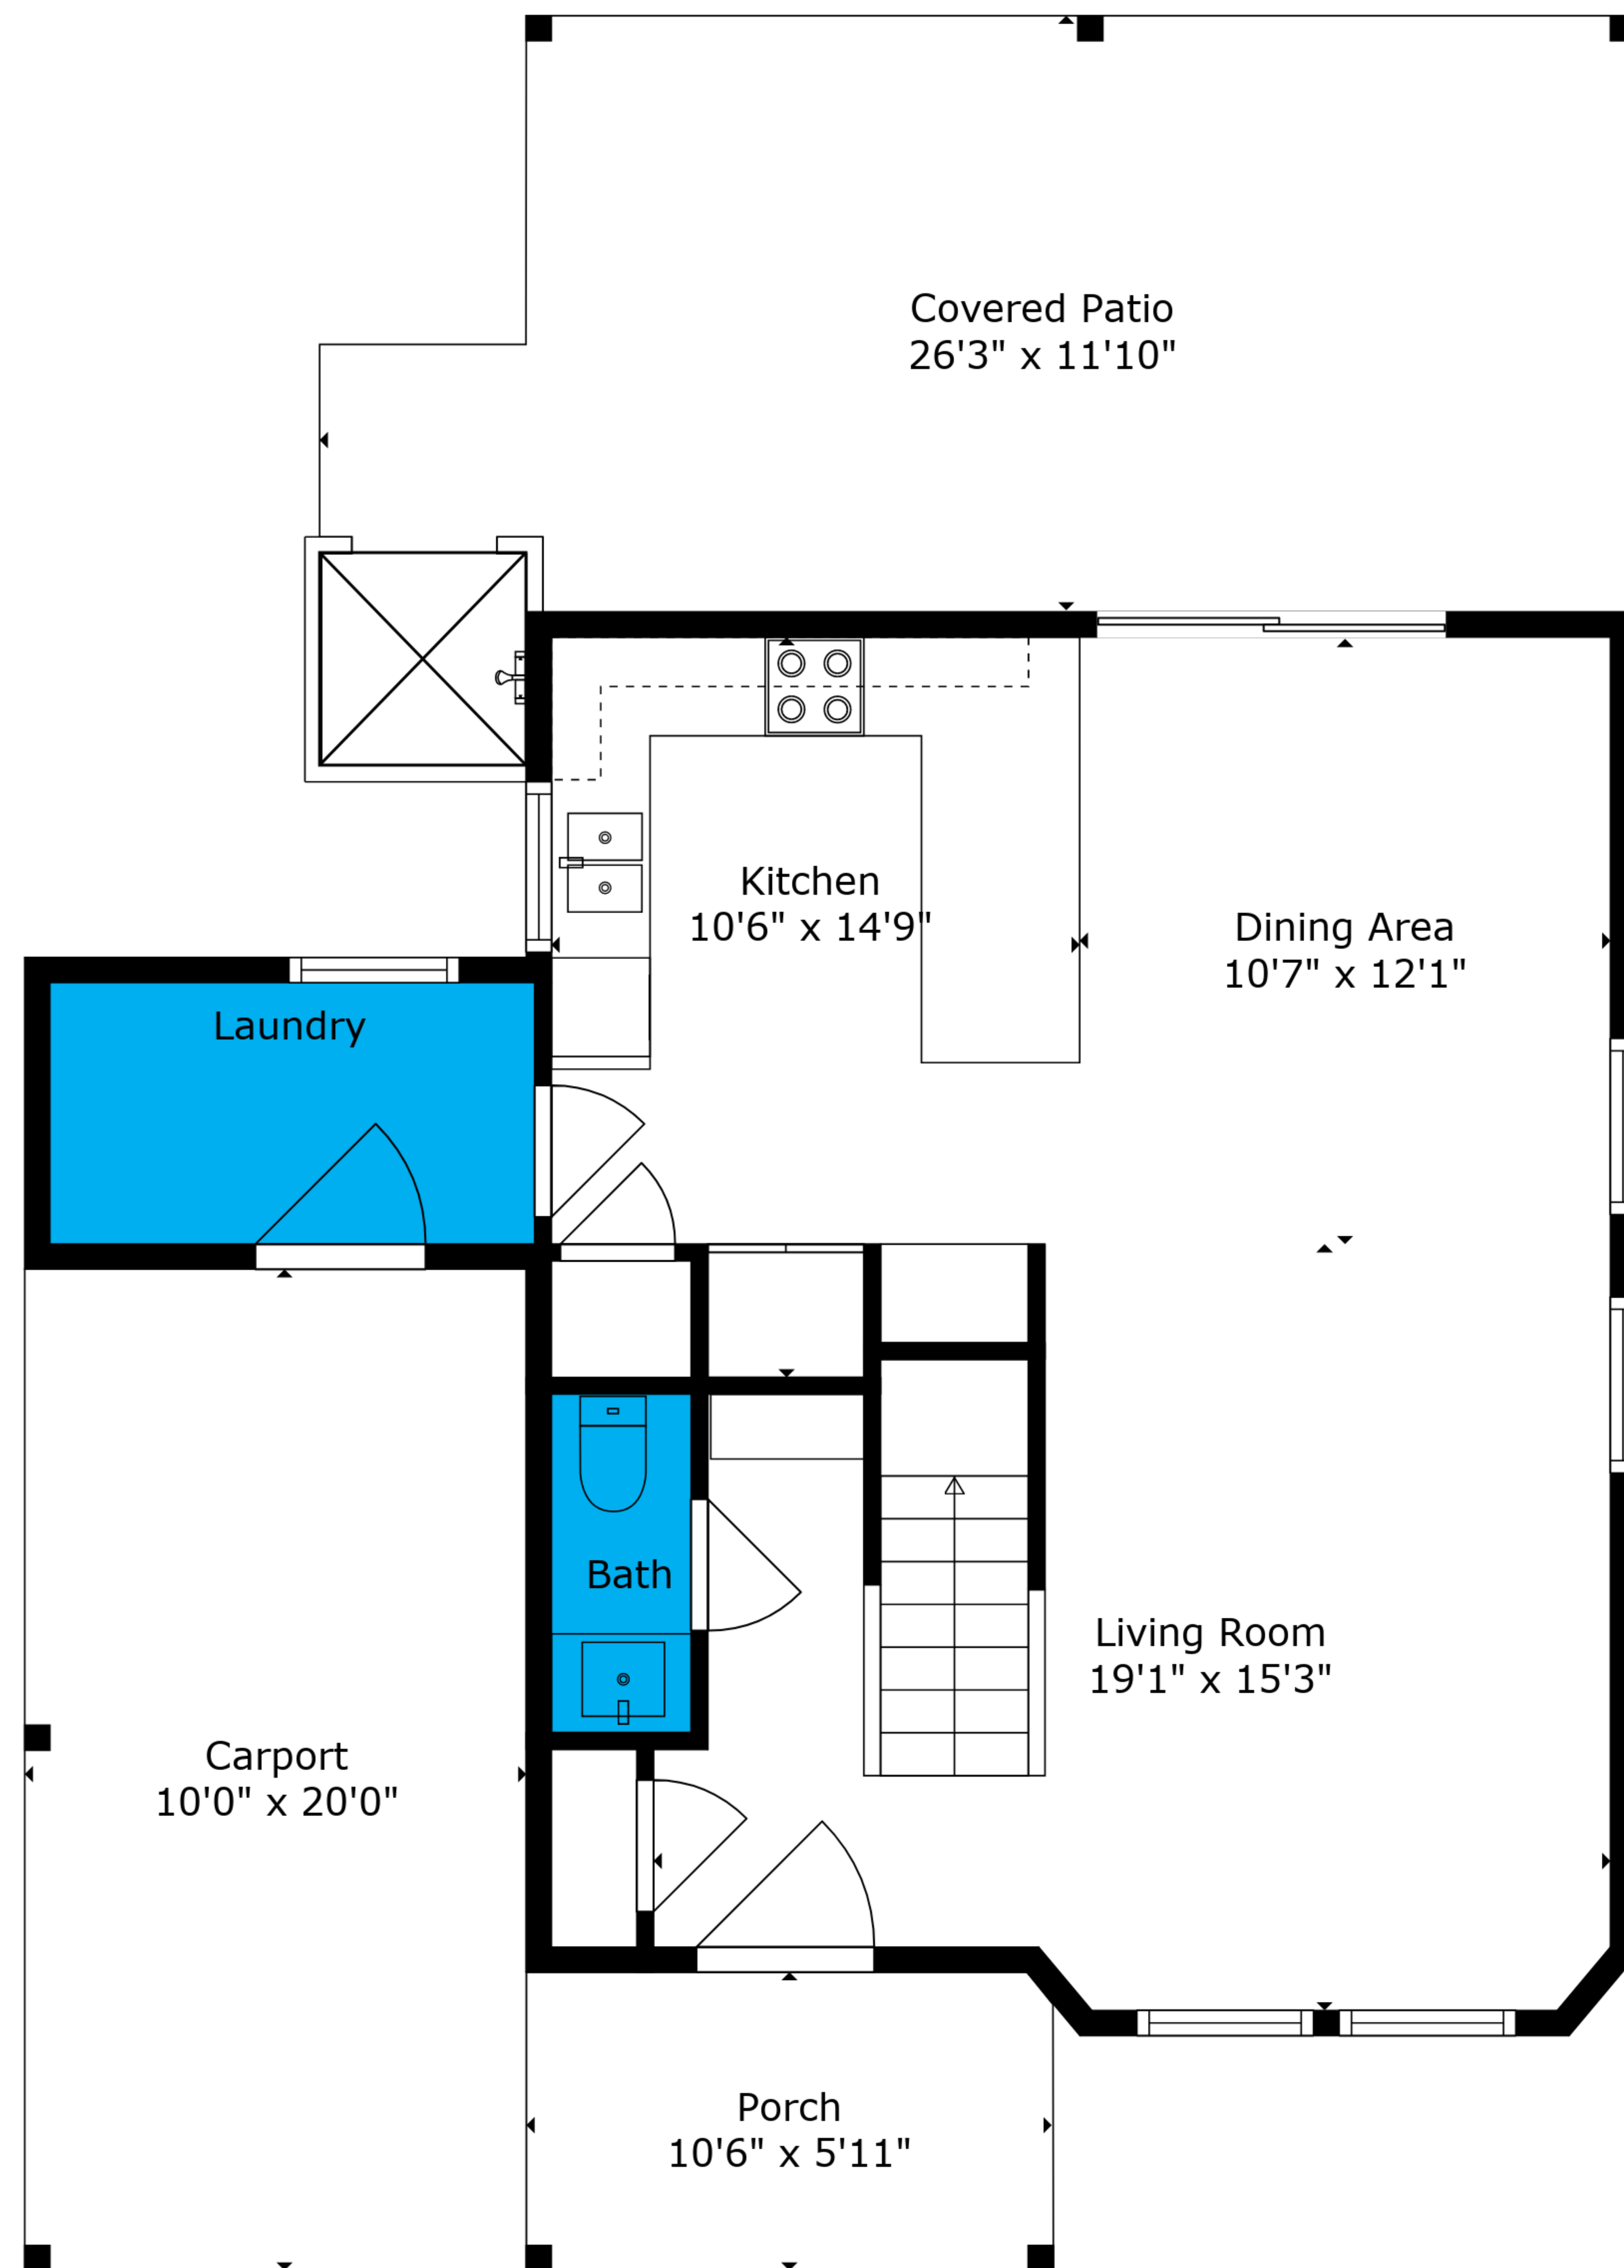 Covered Patio
26'3" x 11'10"
Kitchen
10'6" x 14'9"
Dining Area
10'7" x 12'1"
Laundry
Bath
Living Room
19'1" x 15'3"
Carport
10'0" x 20'0"
Porch
10'6" x 5'11"